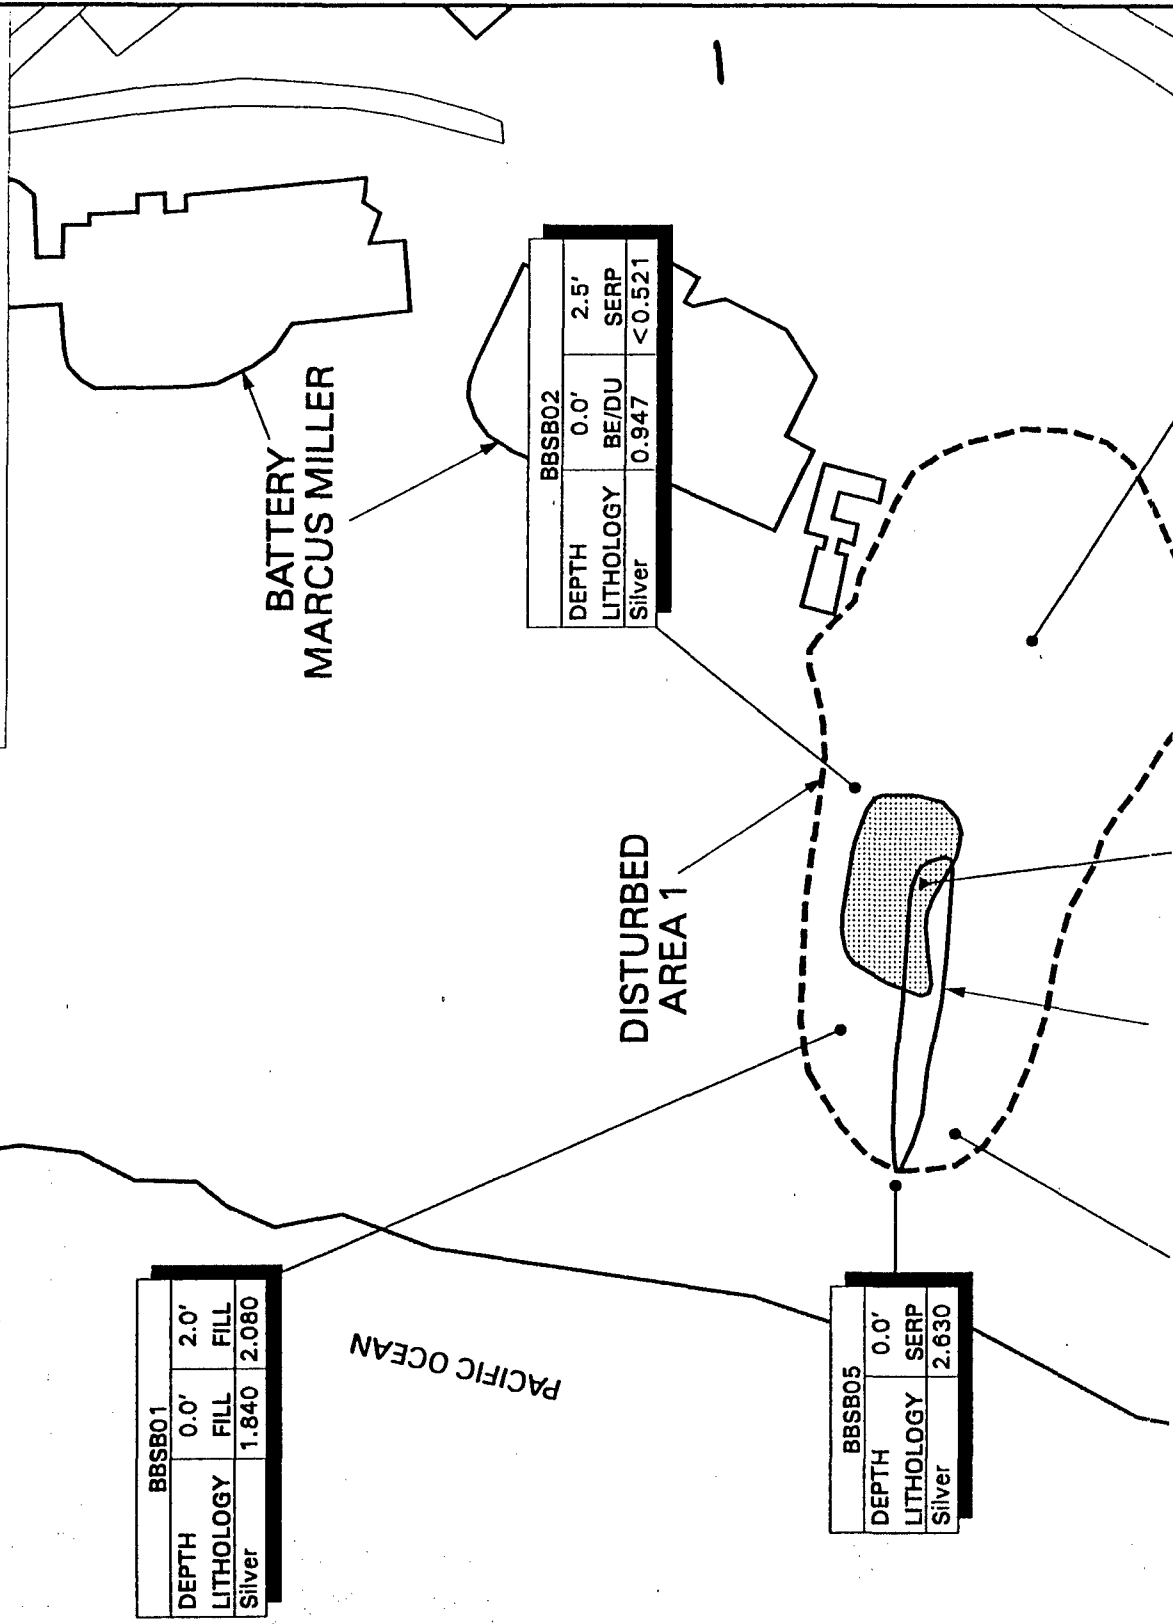 BATTERY
MARCUS MILLER
BBSB02
DEPTH 0.0' 2.5'
LITHOLOGY BE/DU SERP
Silver 0.947 <0.521
DISTURBED
AREA 1
BBSB01
DEPTH 0.0' 2.0'
LITHOLOGY FILL FILL
Silver 1.840 2.080
PACIFIC OCEAN
BBSB05
DEPTH 0.0'
LITHOLOGY SERP
Silver 2.630